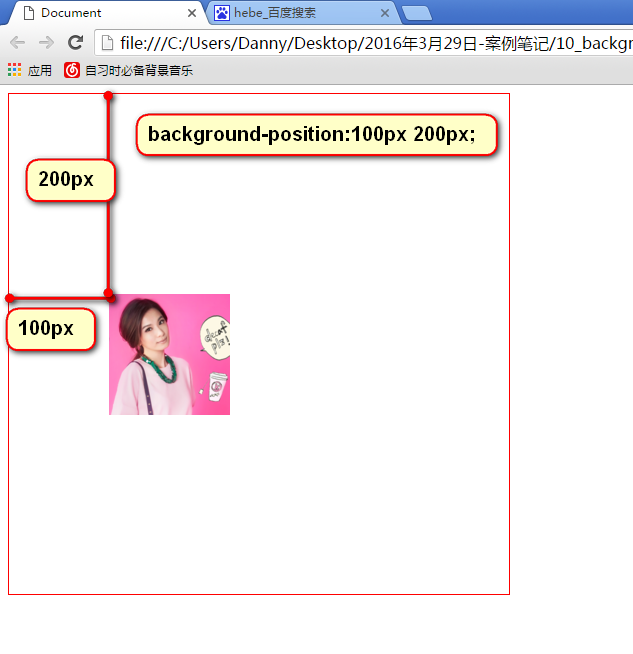 Document
hebe_百度搜索
file:///C:/Users/Danny/Desktop/2016年3月29日-案例笔记/10_backgr
应用
自习时必备背景音乐
background-position:100px 200px;
200px
100px
decaf
pls!